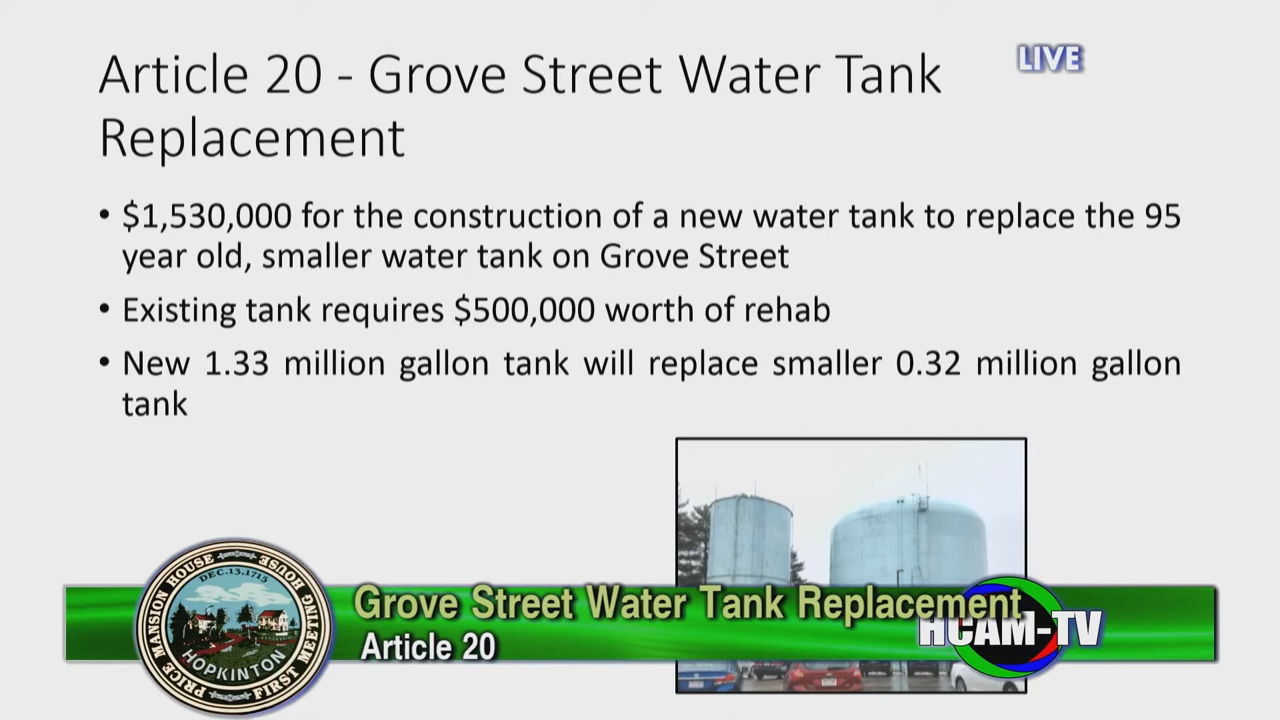 Article 20 - Grove Street Water Tank
LIVE
Replacement
• $1,530,000 for the construction of a new water tank to replace the 95
year old, smaller water tank on Grove Street
• Existing tank requires $500,000 worth of rehab
• New 1.33 million gallon tank will replace smaller 0.32 million gallon
tank
Grove Street Water Tank Replacement
Article 20
HCAM-TV
PRICE MANSION HOUSE
FIRST MEETING HOUSE
DEC.13.1715
HOPKINTON